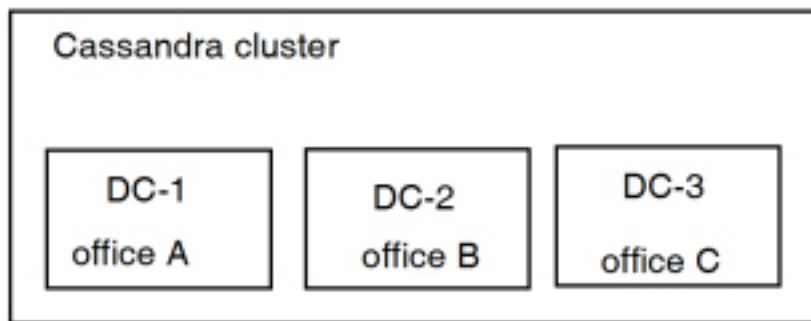 Cassandra cluster
DC-1
office A
DC-2
office B
DC-3
office C